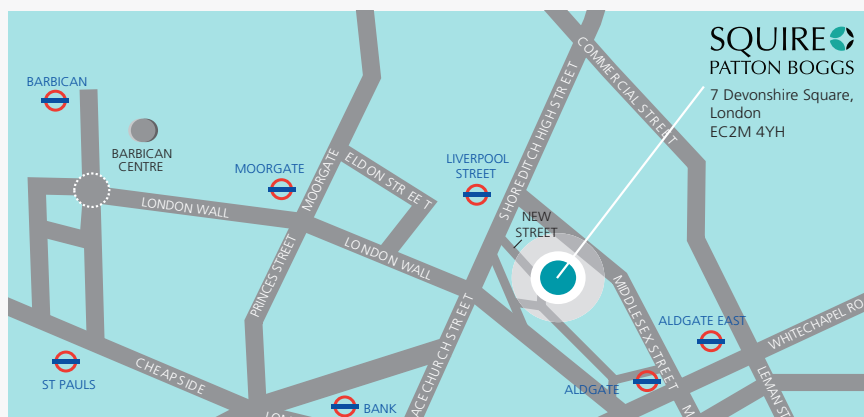 SQUIRE
PATTON BOGGS
7 Devonshire Square,
London
EC2M 4YH
COMMERCIAL STREET
BARBICAN
BARBICAN
CENTRE
MOORGATE
MOORGATE
ELDON STREET
LIVERPOOL
STREET
SHOREDITCH HIGH STREET
NEW
STREET
LONDON WALL
LONDON WALL
PRINCES STREET
MIDDLESEX STREET
ALDGATE EAST
WHITECHAPEL RO
ST PAULS
CHEAPSIDE
ACE CHURCH STREET
ALDGATE
LEMAN ST
BANK